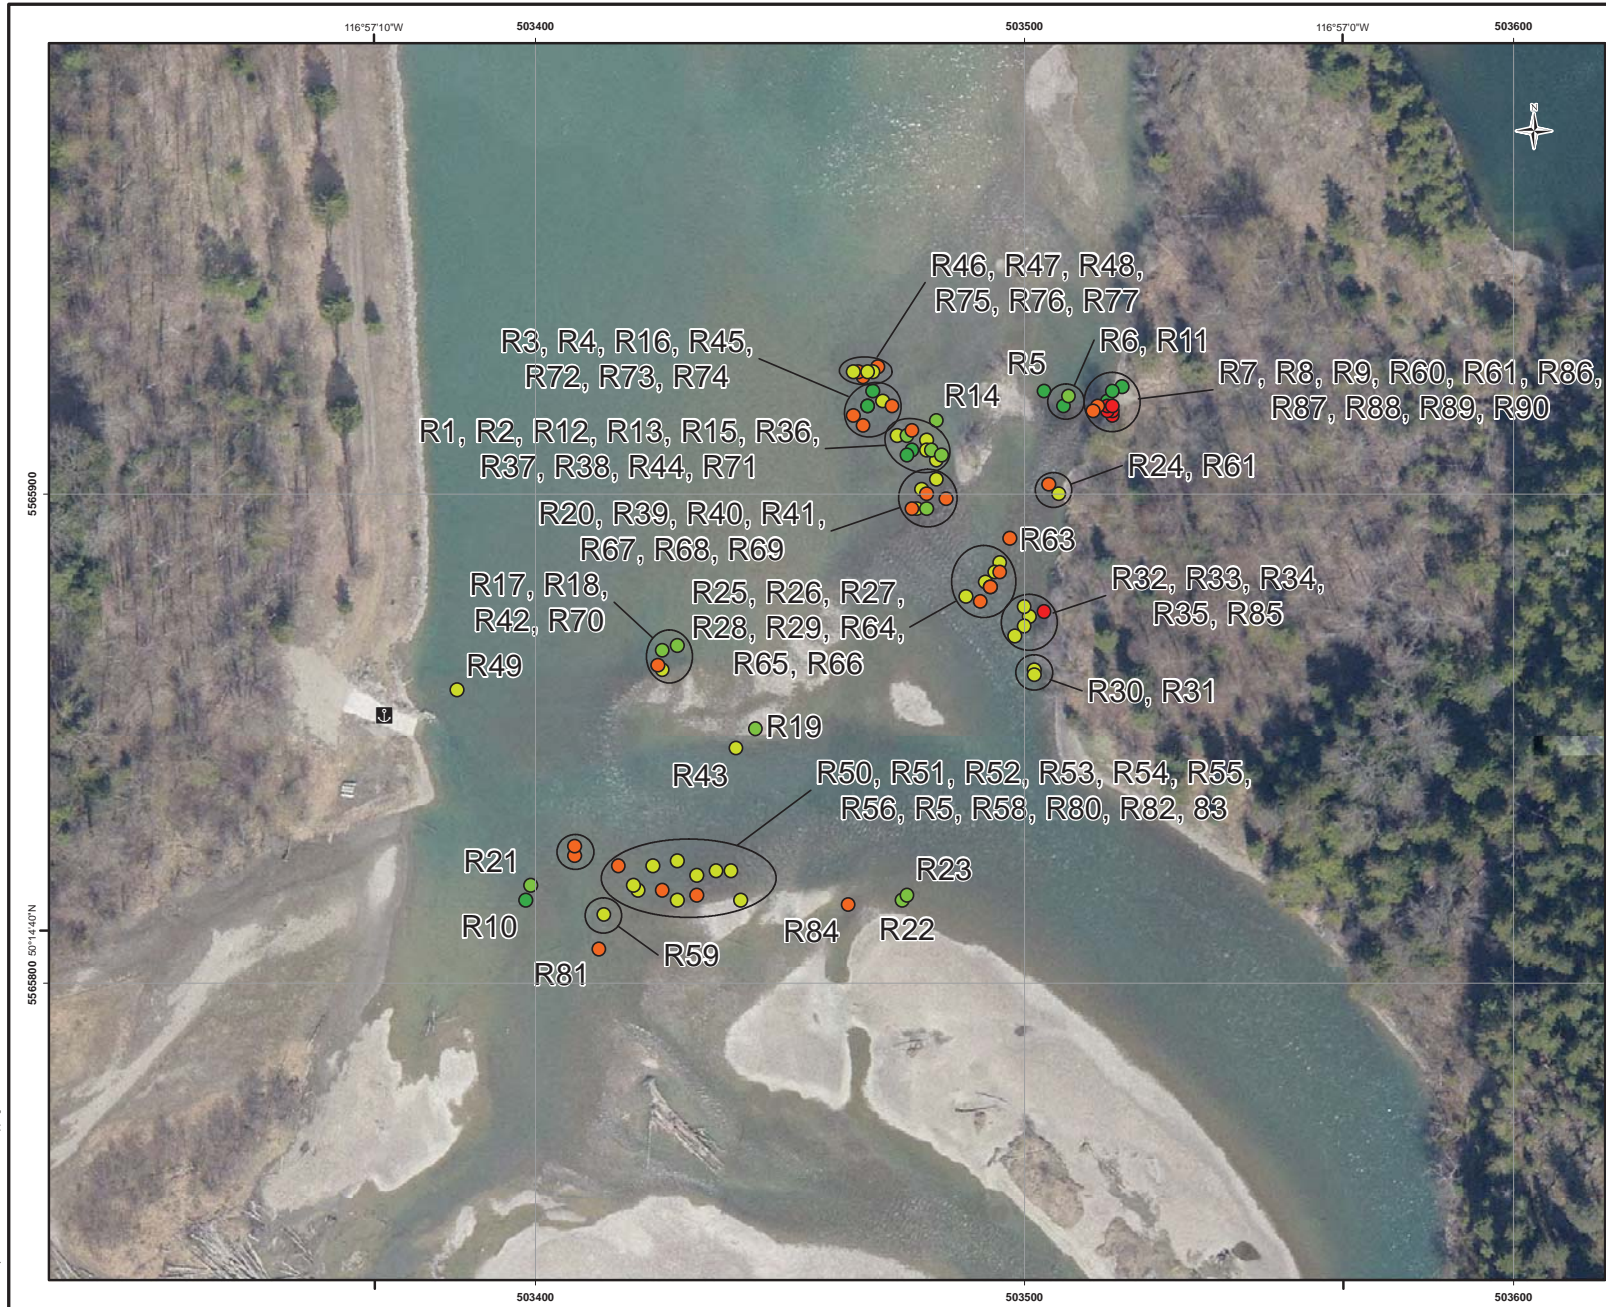 116°57'10"W
503400
503500
116°57'0"W
503600
N
R46, R47, R48,
R75, R76, R77
R3, R4, R16, R45,
R72, R73, R74
R5
R6, R11
R14
R7, R8, R9, R60, R61, R86,
R87, R88, R89, R90
R1, R2, R12, R13, R15, R36,
R37, R38, R44, R71
R24, R61
5565900
R20, R39, R40, R41,
R67, R68, R69
R63
R17, R18,
R42, R70
R25, R26, R27,
R28, R29, R64,
R65, R66
R32, R33, R34,
R35, R85
R49
R30, R31
R19
R43
R50, R51, R52, R53, R54, R55,
R56, R5, R58, R80, R82, 83
R21
R23
R10
R84
R22
50°14'40"N
R59
R81
5565800
503400
503500
503600